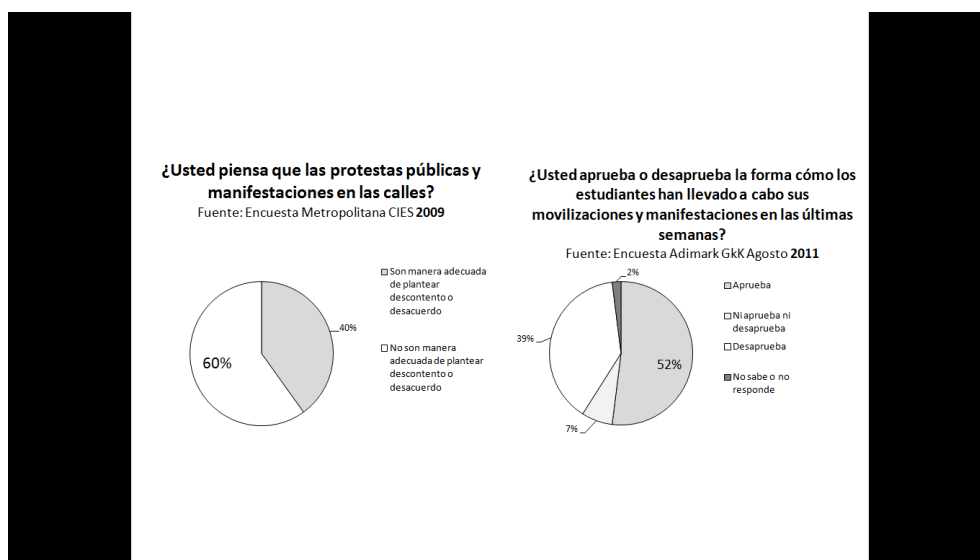 ¿Usted piensa que las protestas públicas y
manifestaciones en las calles?
Fuente: Encuesta Metropolitana CIES 2009
Son manera adecuada
de plantear
descontento o
desacuerdo
40%
60%
No son manera
adecuada de plantear
descontento o
desacuerdo
¿Usted aprueba o desaprueba la forma cómo los
estudiantes han llevado a cabo sus
movilizaciones y manifestaciones en las últimas
semanas?
Fuente: Encuesta Adimark GkK Agosto 2011
2%
Aprueba
Ni aprueba ni
desaprueba
39%
Desaprueba
52%
No sabe o no
responde
7%